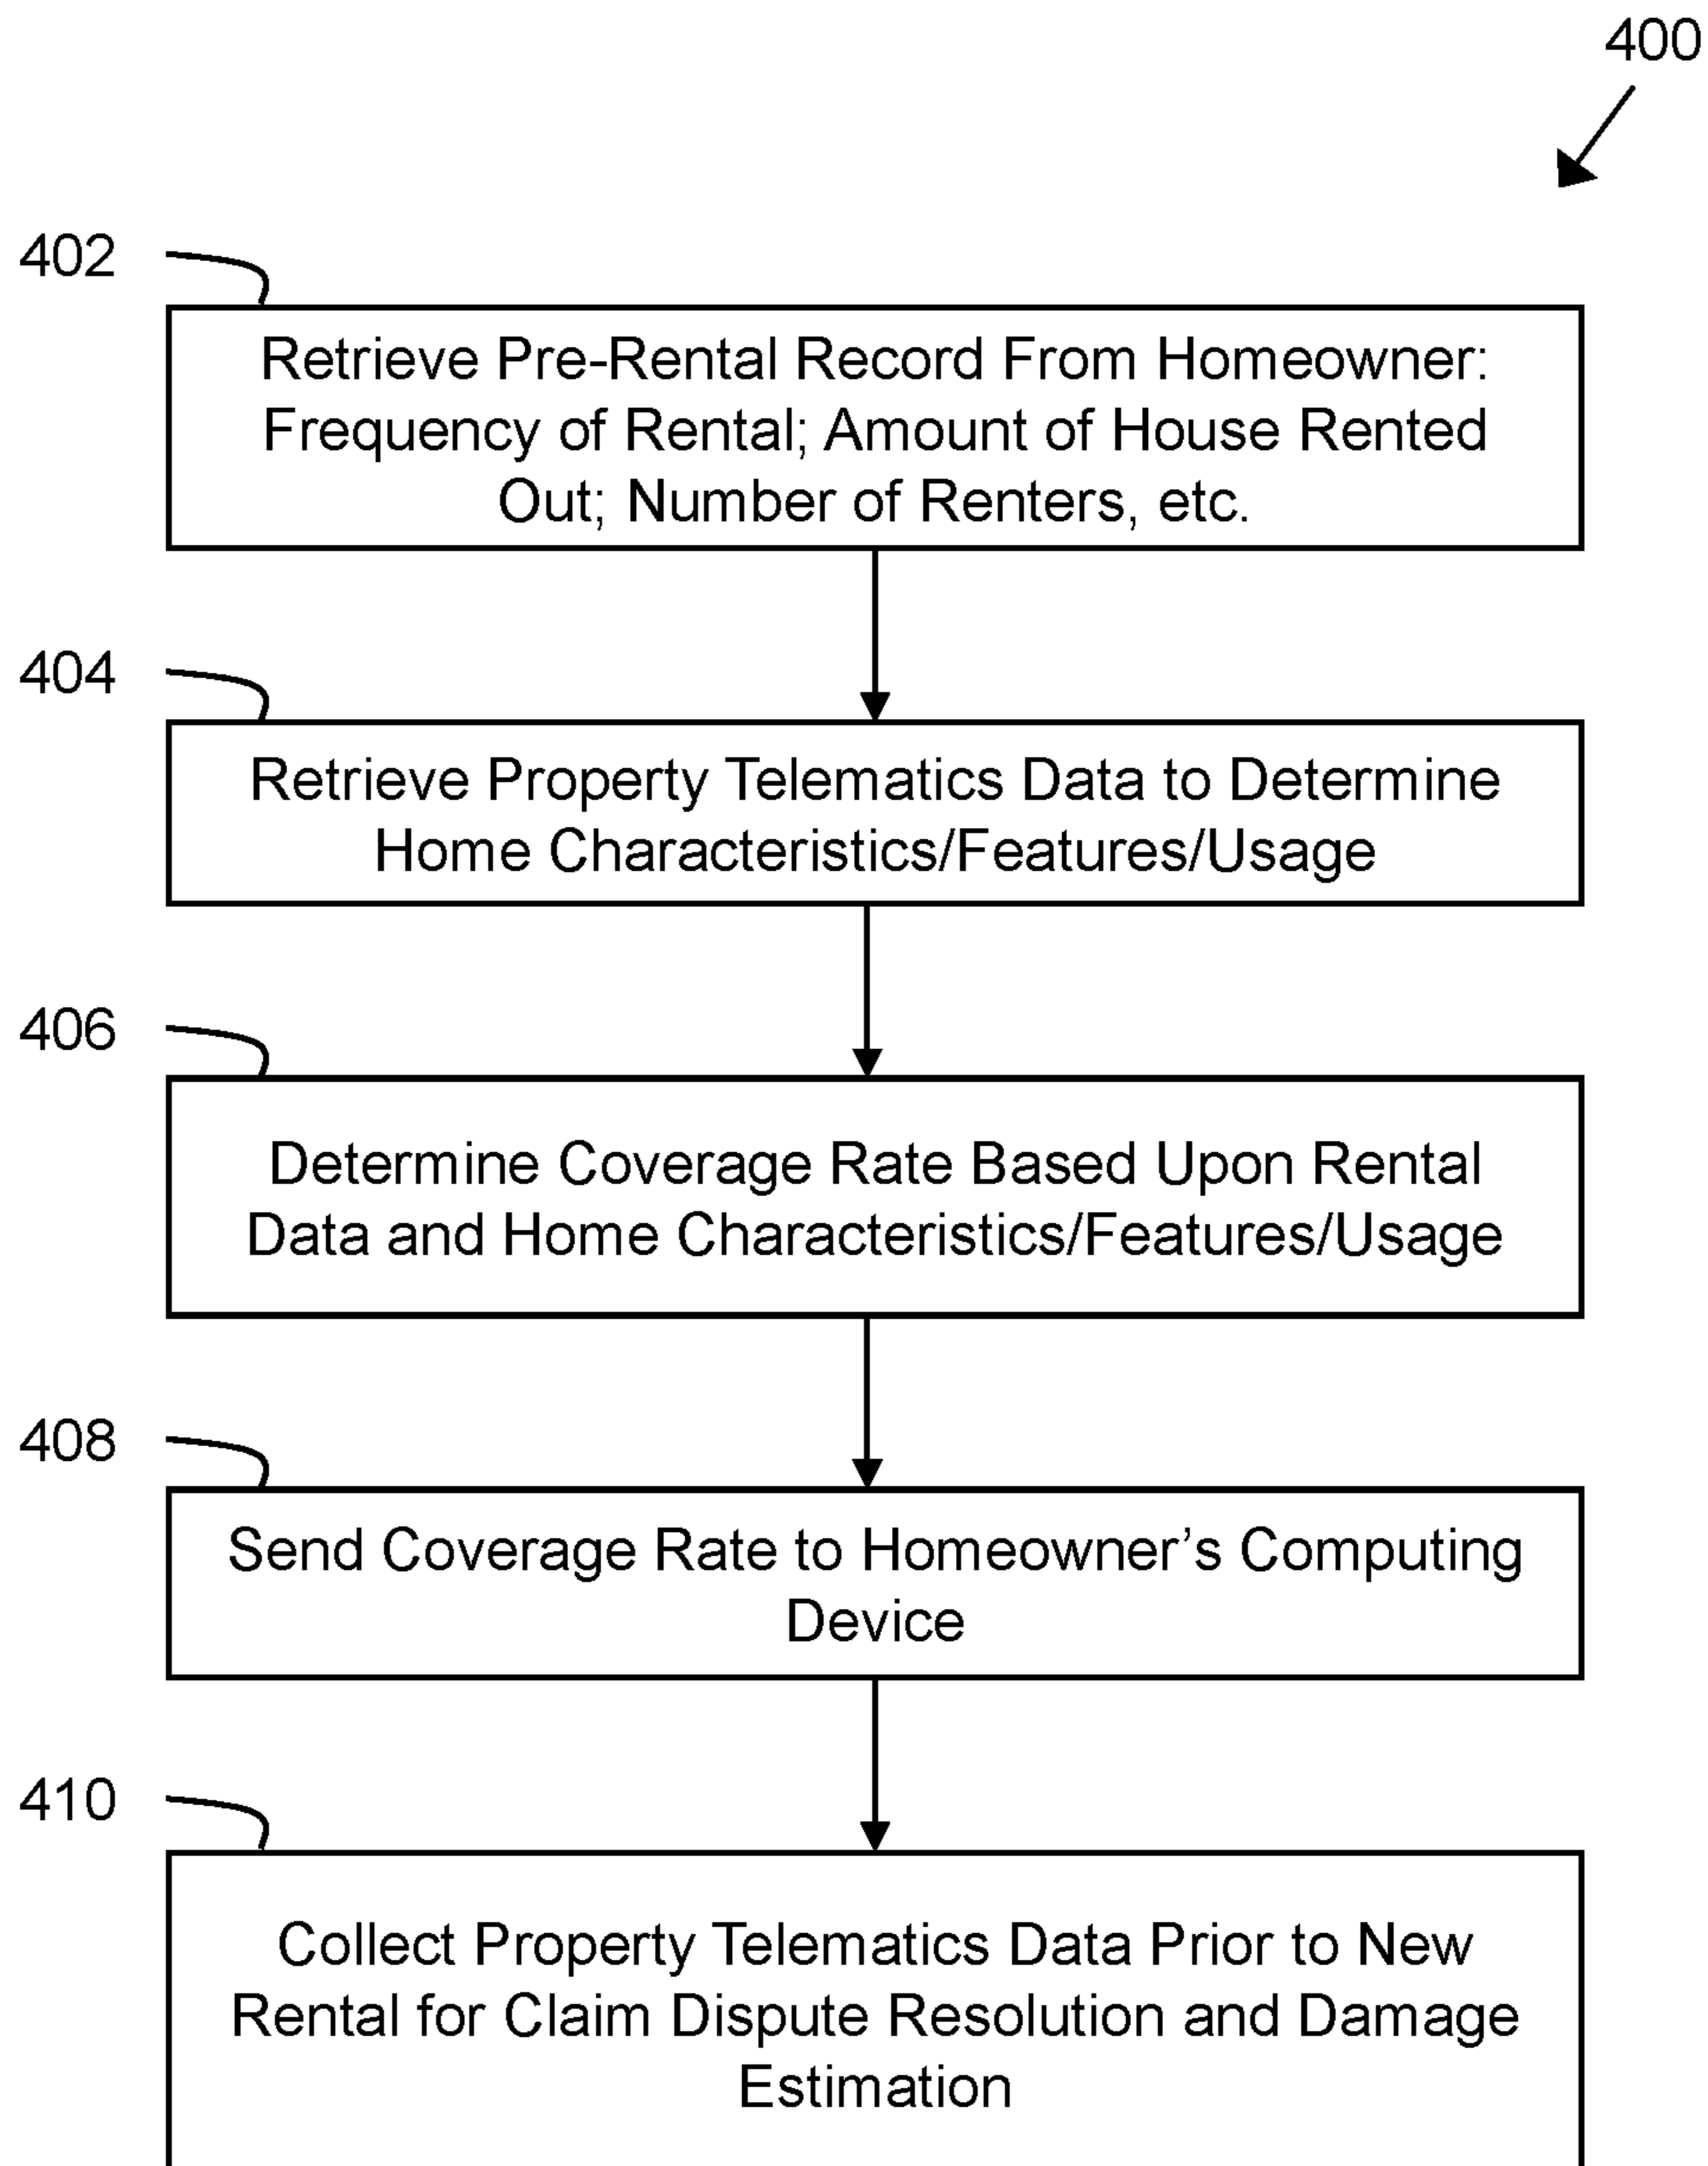 400
402
Retrieve Pre-Rental Record From Homeowner:
Frequency of Rental; Amount of House Rented
Out; Number of Renters, etc.
404
Retrieve Property Telematics Data to Determine
Home Characteristics/Features/Usage
406
Determine Coverage Rate Based Upon Rental
Data and Home Characteristics/Features/Usage
408
Send Coverage Rate to Homeowner’s Computing
Device
410
Collect Property Telematics Data Prior to New
Rental for Claim Dispute Resolution and Damage
Estimation